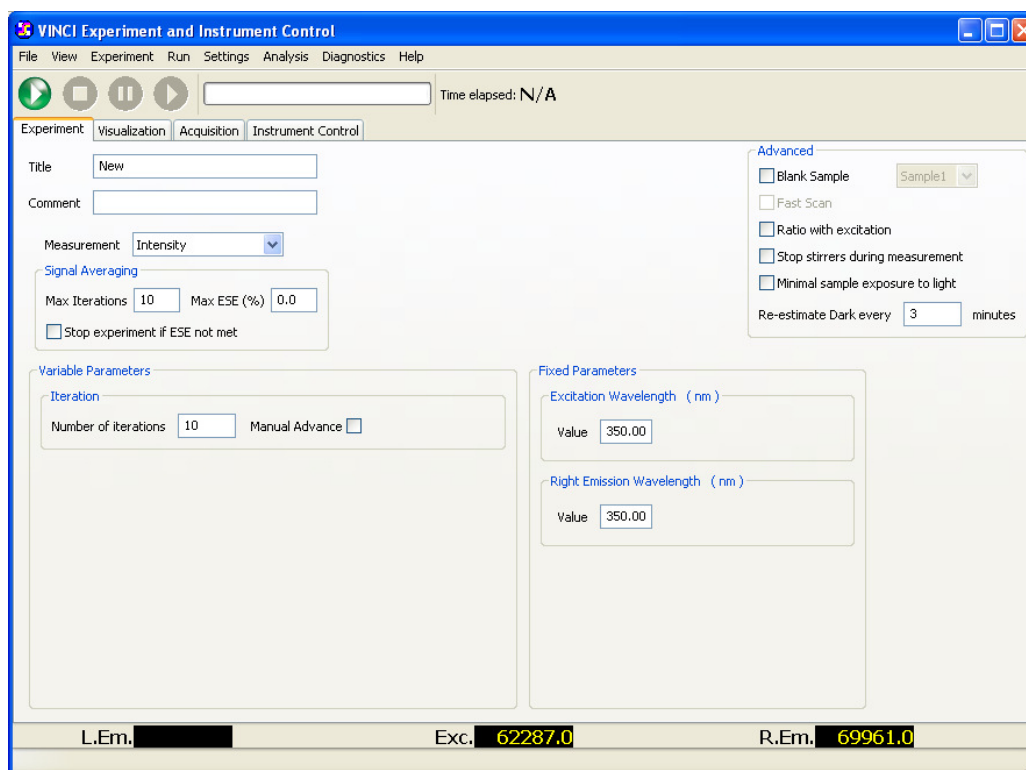 VINCI Experiment and Instrument Control
File View Experiment Run Settings Analysis Diagnostics Help
Time elapsed: N/A
Experiment Visualization Acquisition Instrument Control
Title New
Comment
Measurement Intensity
Signal Averaging
Max Iterations 10 Max ESE (%) 0.0
Stop experiment if ESE not met
Advanced
Blank Sample Sample1
Fast Scan
Ratio with excitation
Stop stirrers during measurement
Minimal sample exposure to light
Re-estimate Dark every 3 minutes
Variable Parameters
Iteration
Number of iterations 10 Manual Advance
Fixed Parameters
Excitation Wavelength ( nm )
Value 350.00
Right Emission Wavelength ( nm )
Value 350.00
L.Em. Exc. 62287.0 R.Em. 69961.0